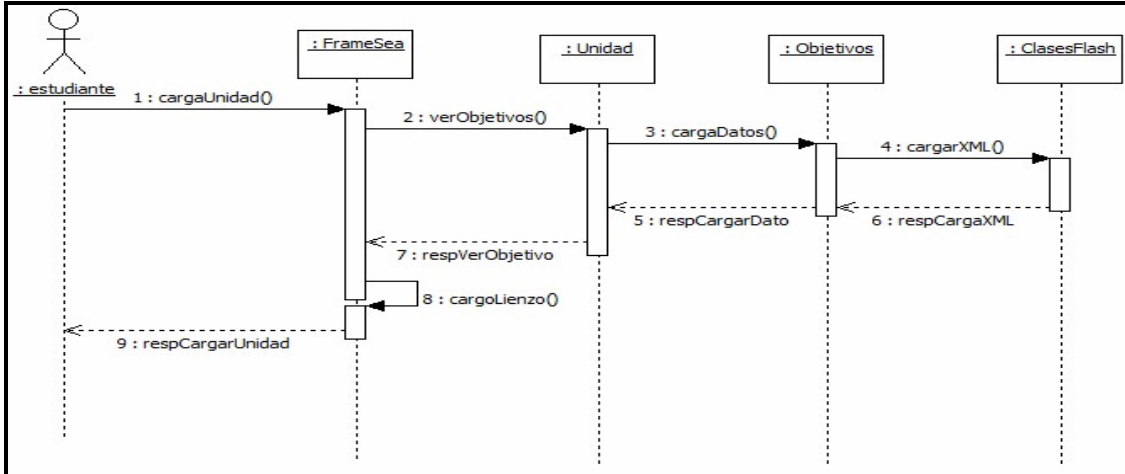 : FrameSea
: Unidad
: Objetivos
: ClasesFlash
: estudiante
1 : cargaUnidad()
2 : verObjetivos()
3 : cargaDatos()
4 : cargarXML()
5 : respCargarDato
6 : respCargaXML
7 : respVerObjetivo
8 : cargoLienzo()
9 : respCargarUnidad